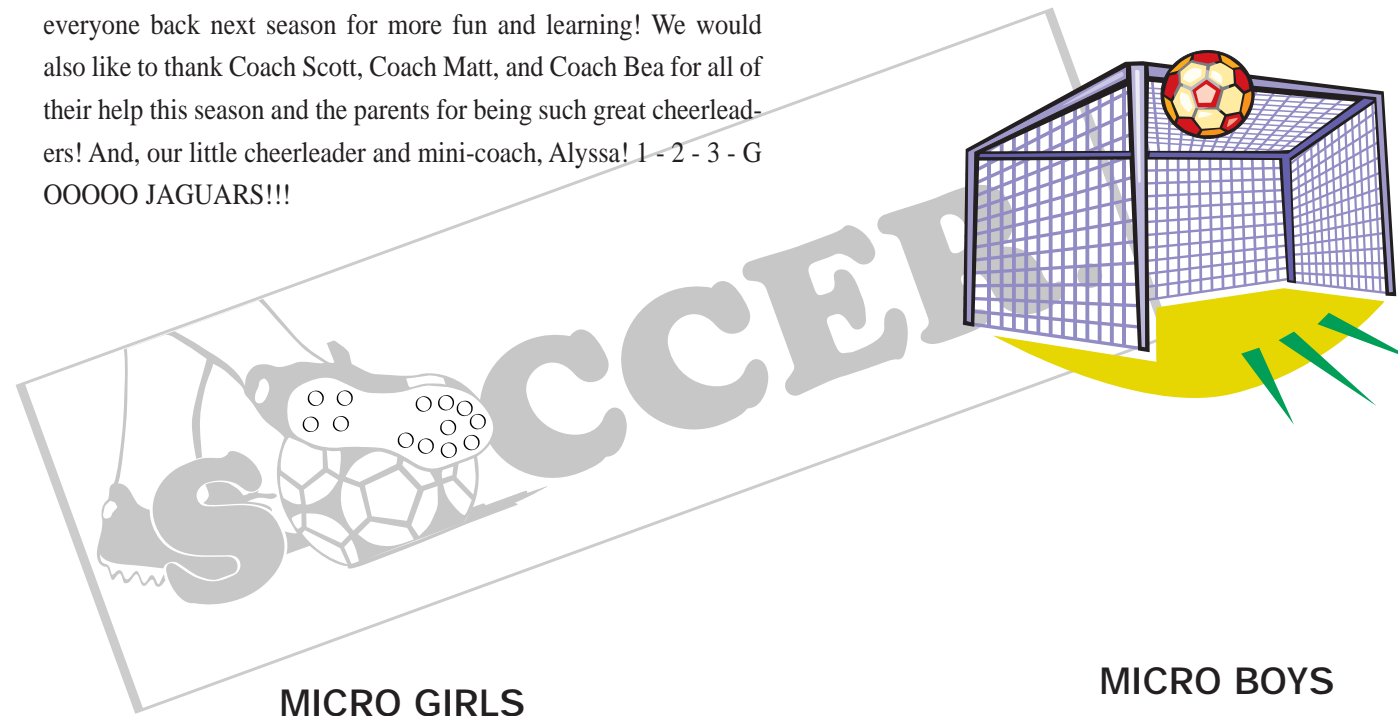 everyone back next season for more fun and learning! We would
also like to thank Coach Scott, Coach Matt, and Coach Bea for all of
their help this season and the parents for being such great cheerlead-
ers! And, our little cheerleader and mini-coach, Alyssa! 1 - 2 - 3 - G
OOOOO JAGUARS!!!
SOCCER.
MICRO GIRLS
MICRO BOYS